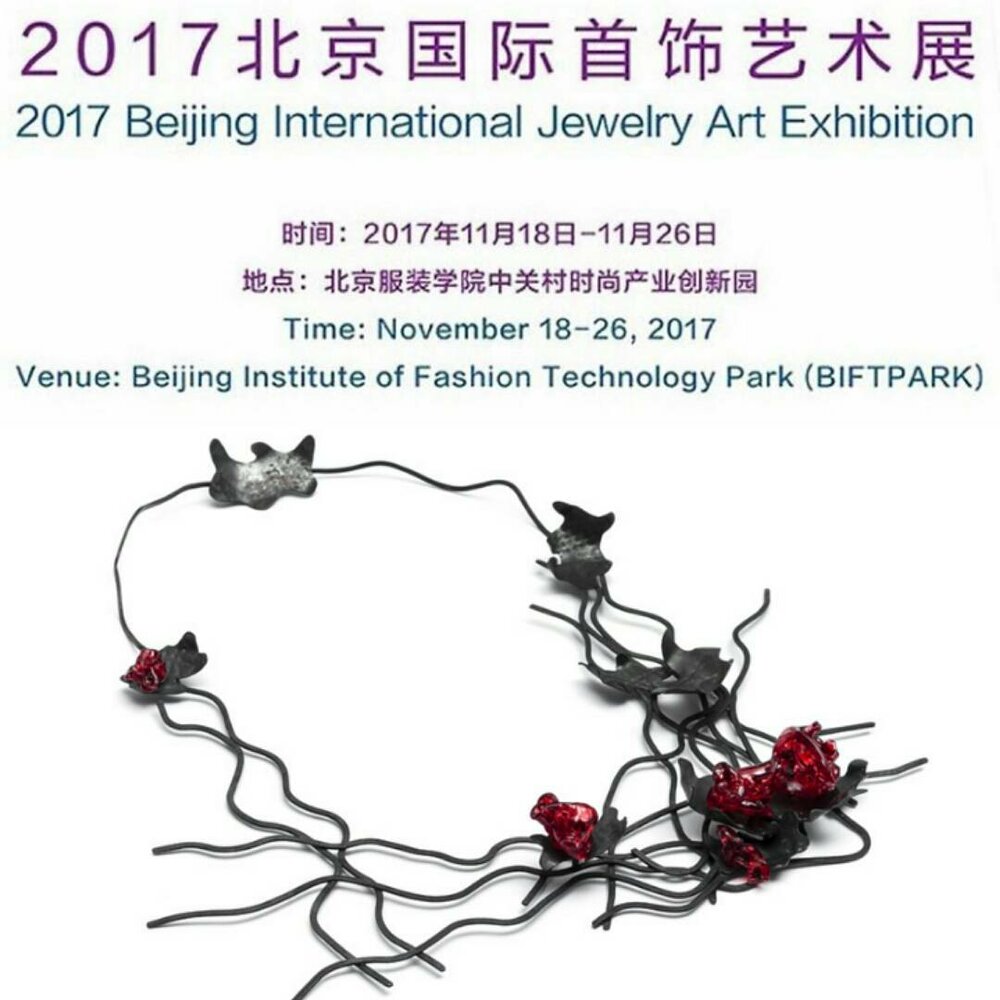 2017北京国际首饰艺术展
2017 Beijing International Jewelry Art Exhibition
时间：2017年11月18日-11月26日
地点：北京服装学院中关村时尚产业创新园
Time: November 18-26, 2017
Venue: Beijing Institute of Fashion Technology Park (BIFTPARK)